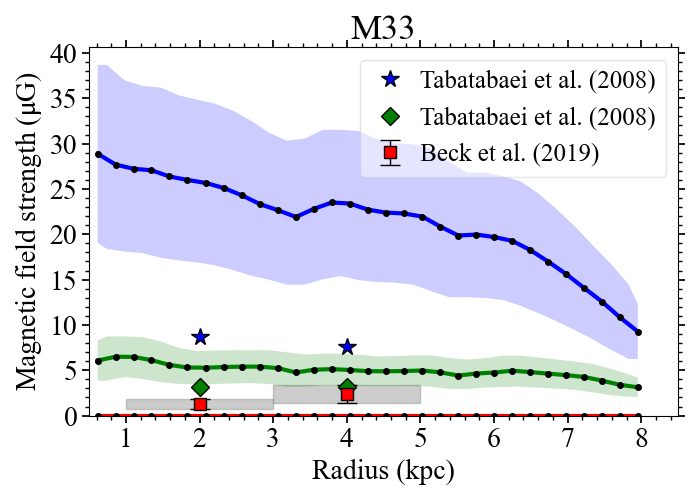 M33
Magnetic field strength (μG)
40
35
30
25
20
15
10
5
0
Tabatabaei et al. (2008)
Tabatabaei et al. (2008)
Beck et al. (2019)
1 2 3 4 5 6 7 8
Radius (kpc)